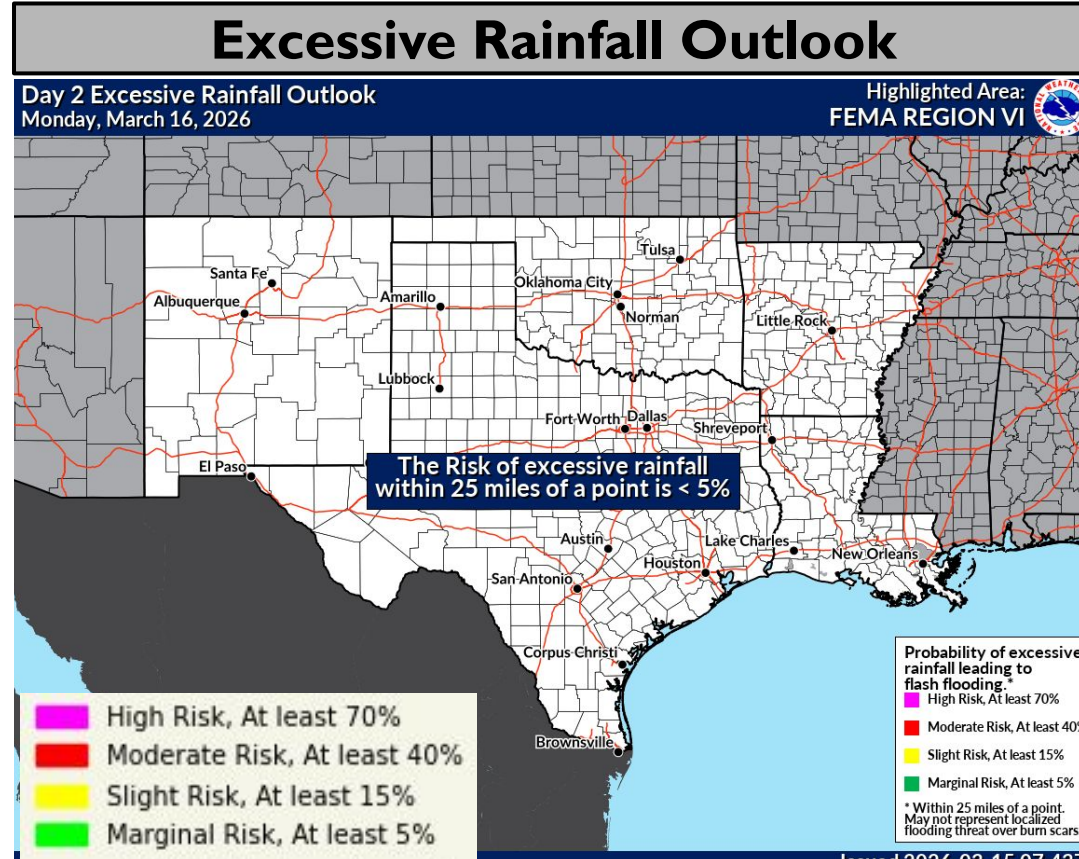 Excessive Rainfall Outlook
Day 2 Excessive Rainfall Outlook
Monday, March 16, 2026
Highlighted Area:
FEMA REGION VI
Tulsa
Santa Fe
Oklahoma City
Albuquerque
Amarillo
Norman
Little Rock
Lubbock
Fort Worth
Dallas
Shreveport
El Paso
The Risk of excessive rainfall
within 25 miles of a point is < 5%
Austin
Lake Charles
New Orleans
Houston
San Antonio
Corpus Christi
Brownsville
High Risk, At least 70%
Moderate Risk, At least 40%
Slight Risk, At least 15%
Marginal Risk, At least 5%
Probability of excessive
rainfall leading to
flash flooding.*
High Risk, At least 70%
Moderate Risk, At least 40%
Slight Risk, At least 15%
Marginal Risk, At least 5%
* Within 25 miles of a point.
May not represent localized
flooding threat over burn scars